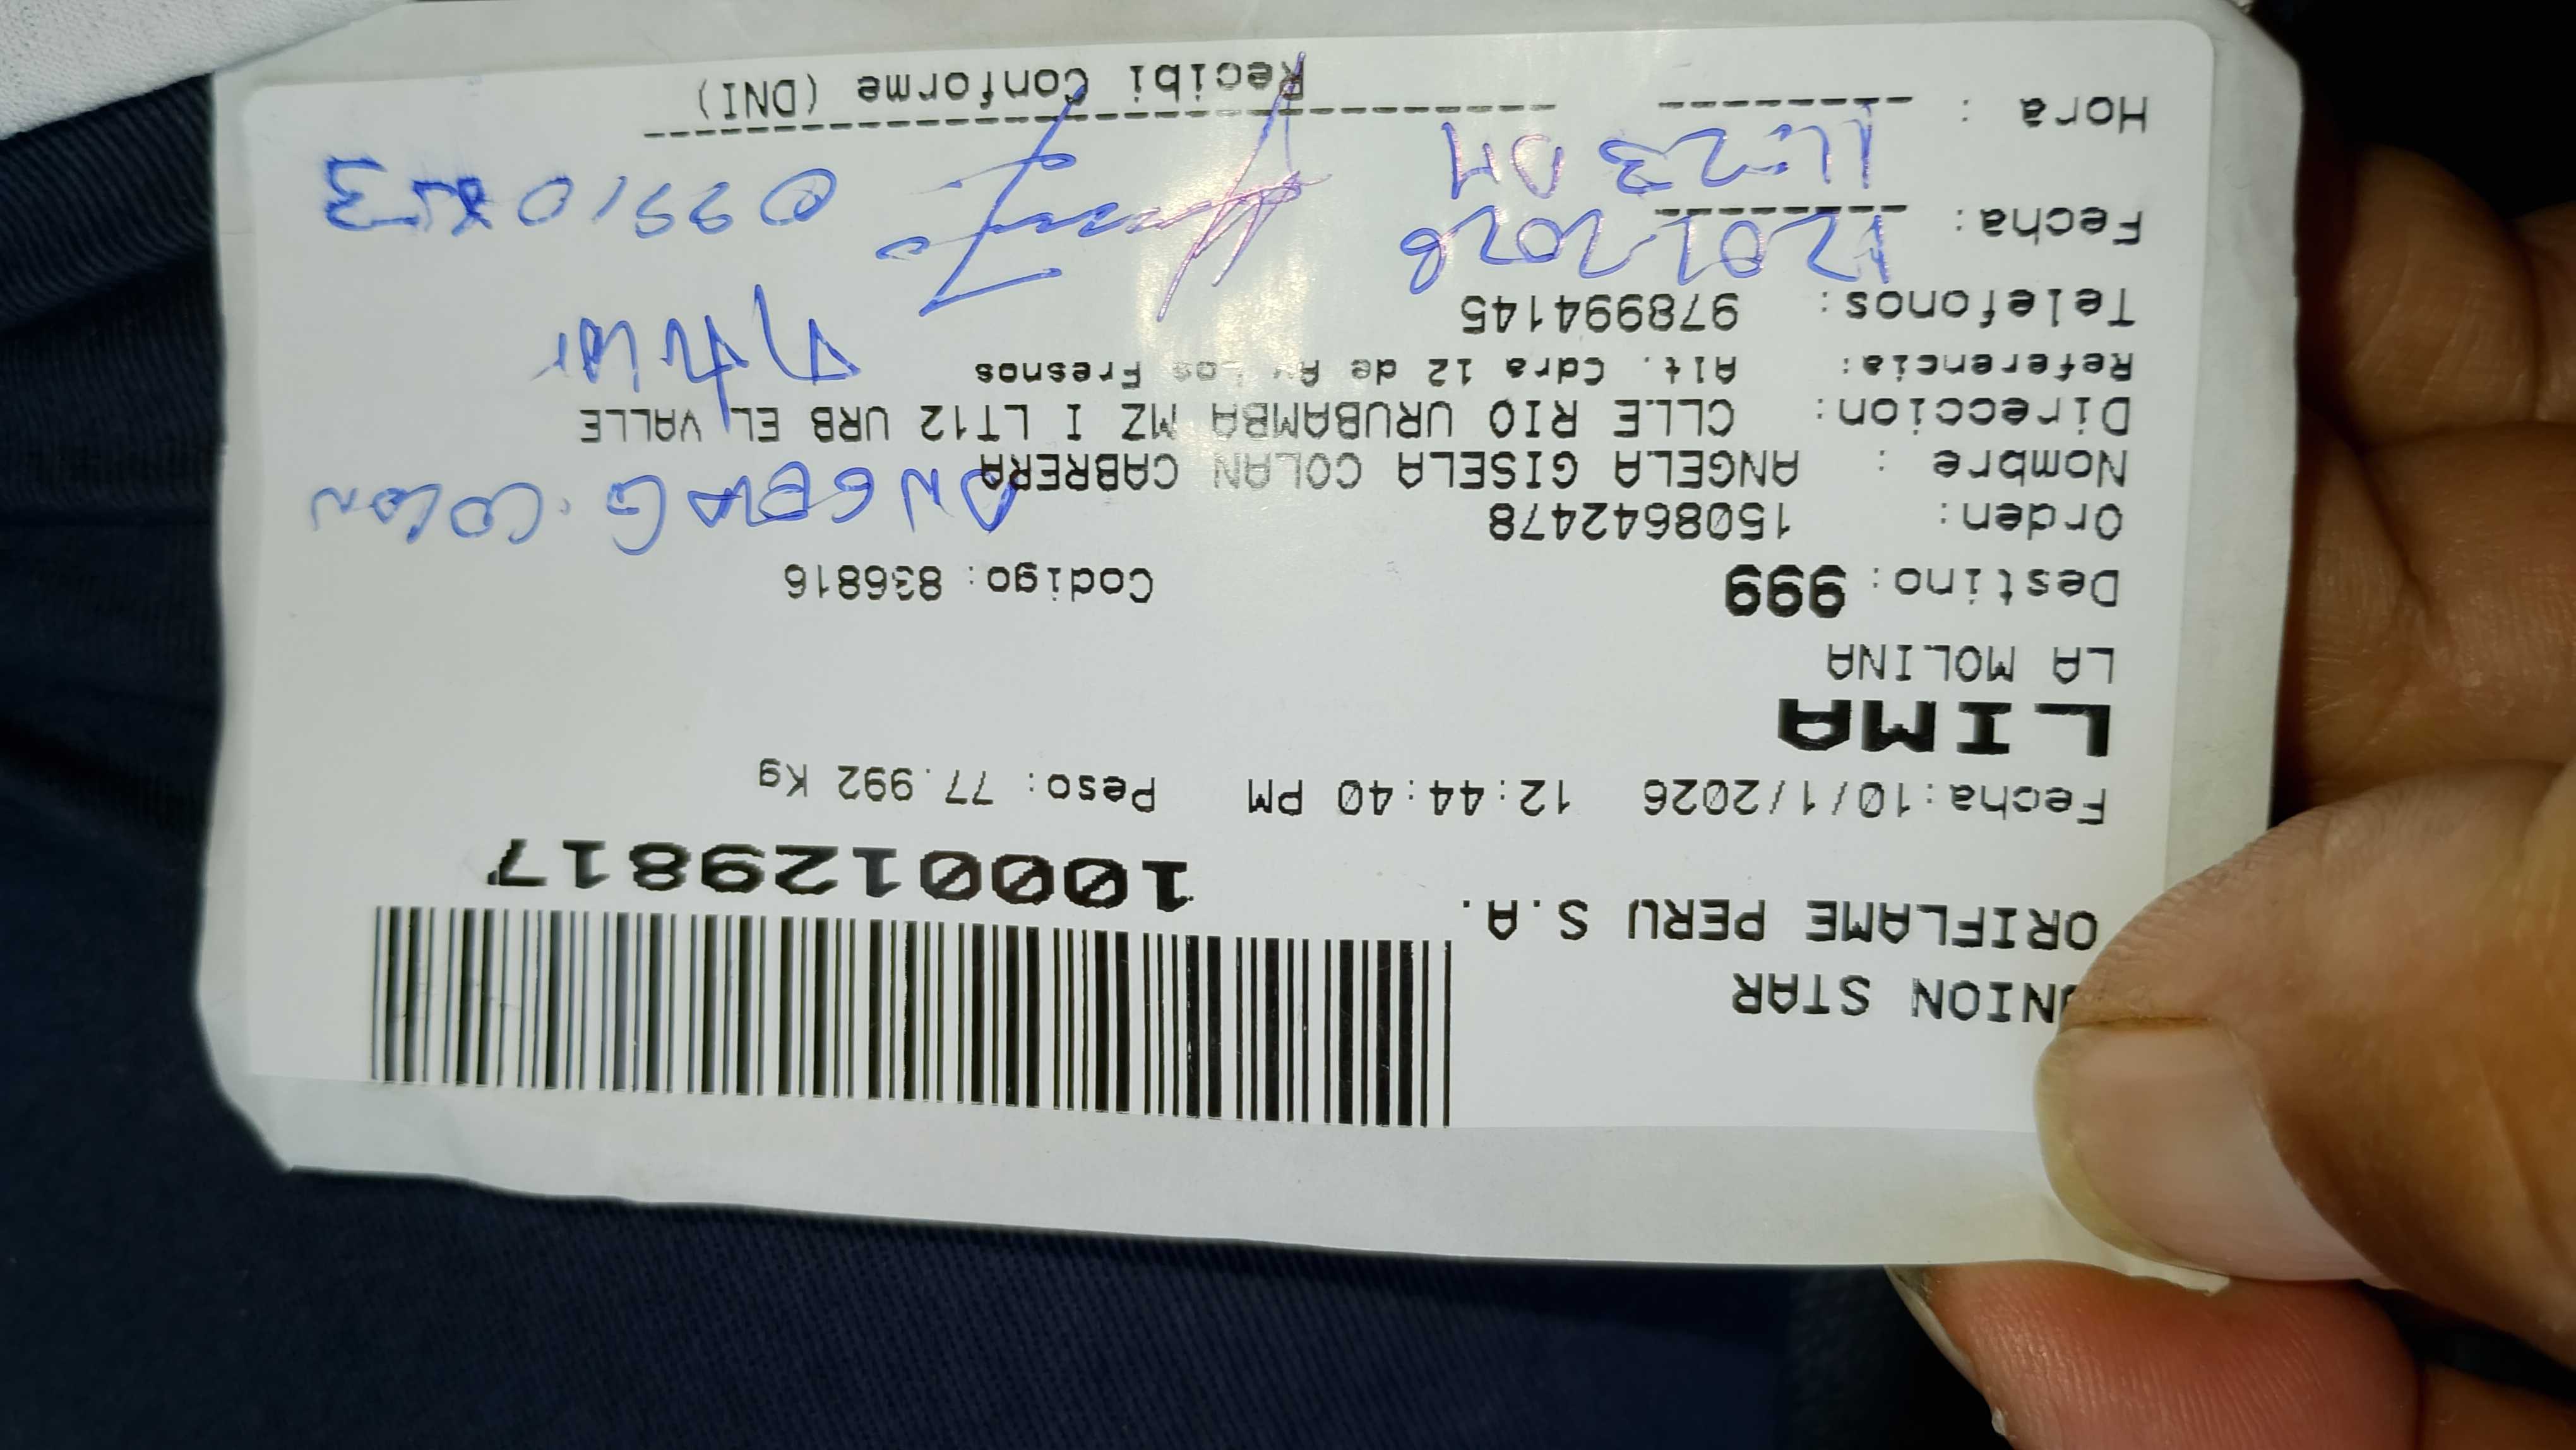 UNION STAR
ORIFLAME PERU S.A.
1000129817
Fecha:10/1/2026 12:44:40 PM Peso: 77.992 Kg
LIMA
LA MOLINA
Destino: 999 Codigo: 836816
Orden: 1508642478
ANGELA G. COLAN
Nombre : ANGELA GISELA COLAN CABRERA
Direccion: CLLE RIO URUBAMBA MZ I LT12 URB EL VALLE
Referencia: Alt. Cdra 12 de Av Los Fresnos
Telefonos: 978994145
Fecha: 12 01 2026
Hora : 11:23
Recibi Conforme (DNI)